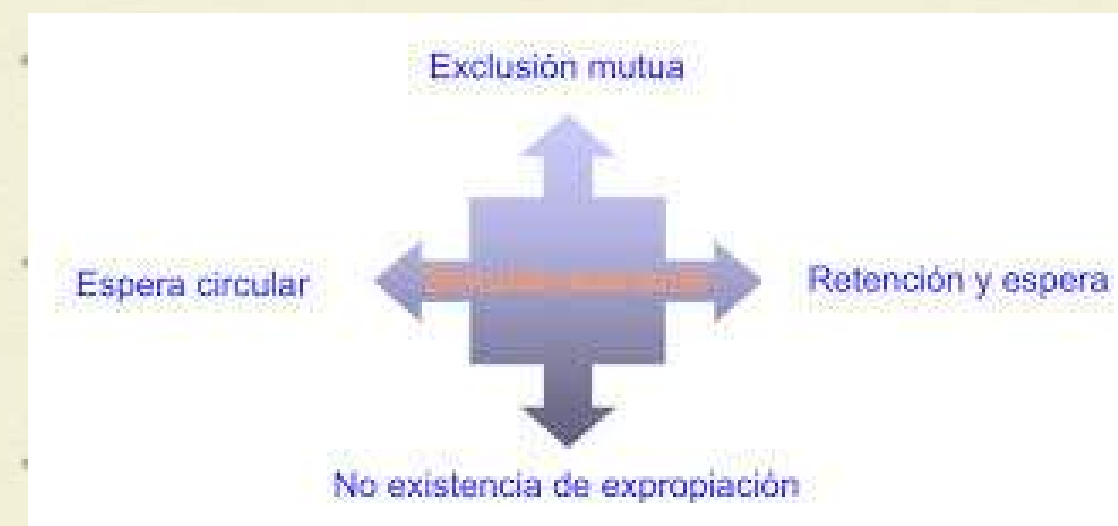 Exclusión mutua
Espera circular
Retención y espera
No existencia de expropiación